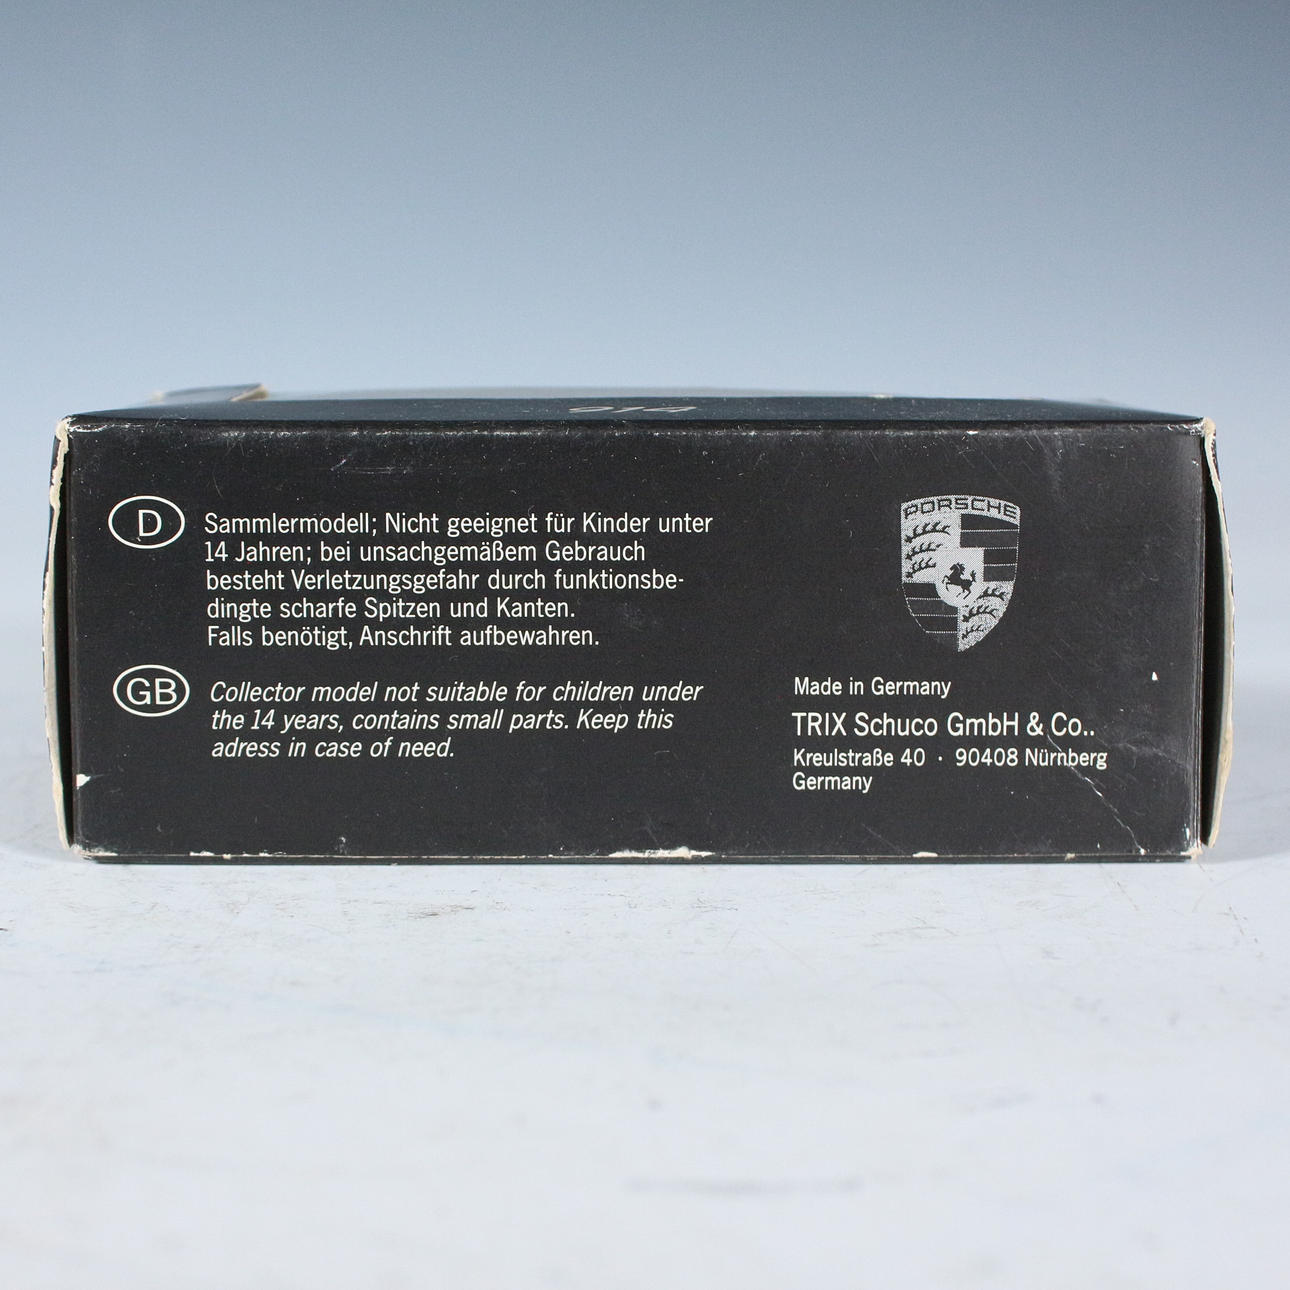 914
D
Sammlermodell; Nicht geeignet für Kinder unter
14 Jahren; bei unsachgemäßem Gebrauch
besteht Verletzungsgefahr durch funktionsbe-
dingte scharfe Spitzen und Kanten.
Falls benötigt, Anschrift aufbewahren.
GB
Collector model not suitable for children under
the 14 years, contains small parts. Keep this
adress in case of need.
PORSCHE
Made in Germany
TRIX Schuco GmbH & Co..
Kreulstraße 40 · 90408 Nürnberg
Germany